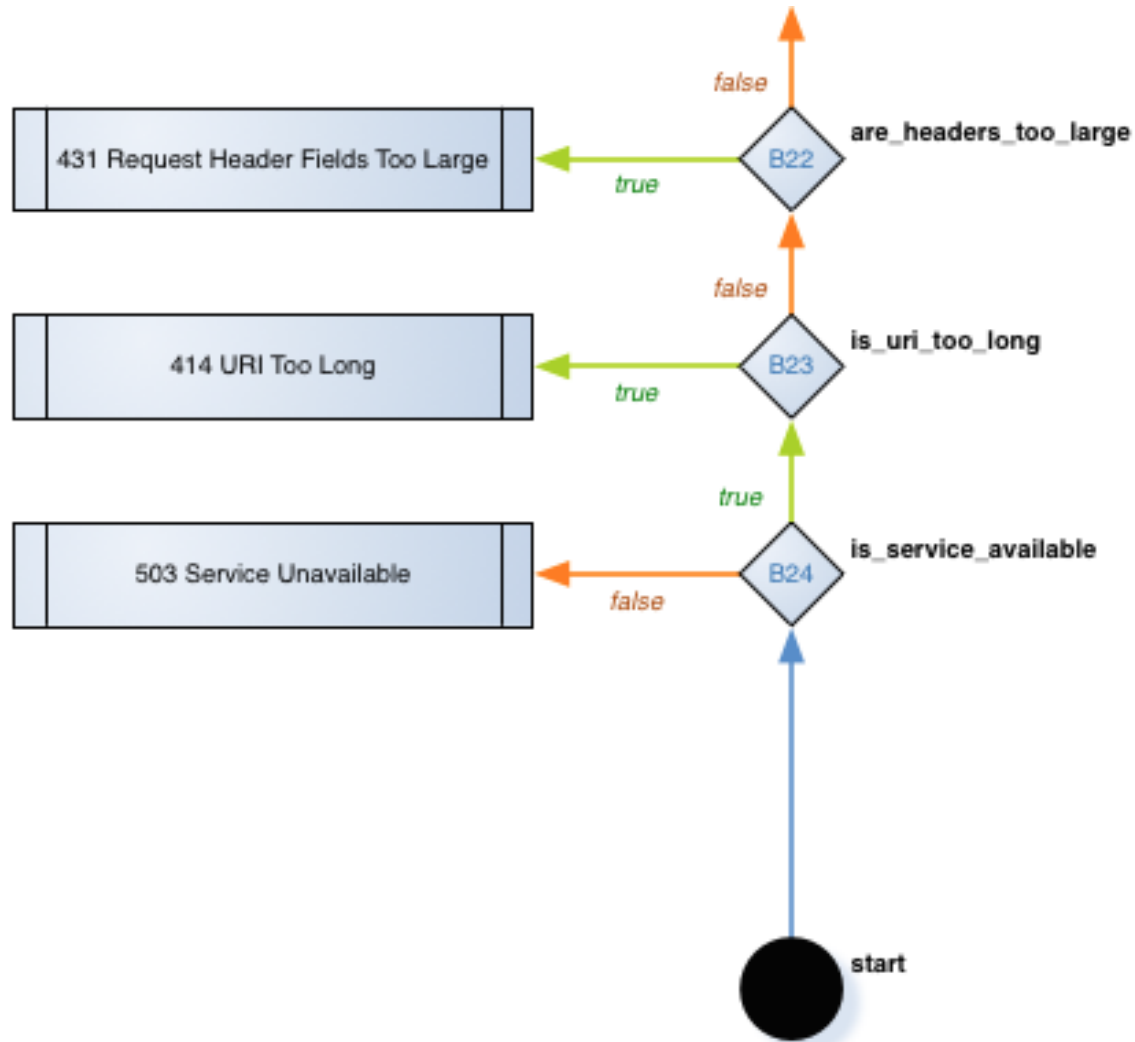 false
are_headers_too_large
431 Request Header Fields Too Large
B22
true
false
is_uri_too_long
414 URI Too Long
B23
true
true
is_service_available
503 Service Unavailable
B24
false
start